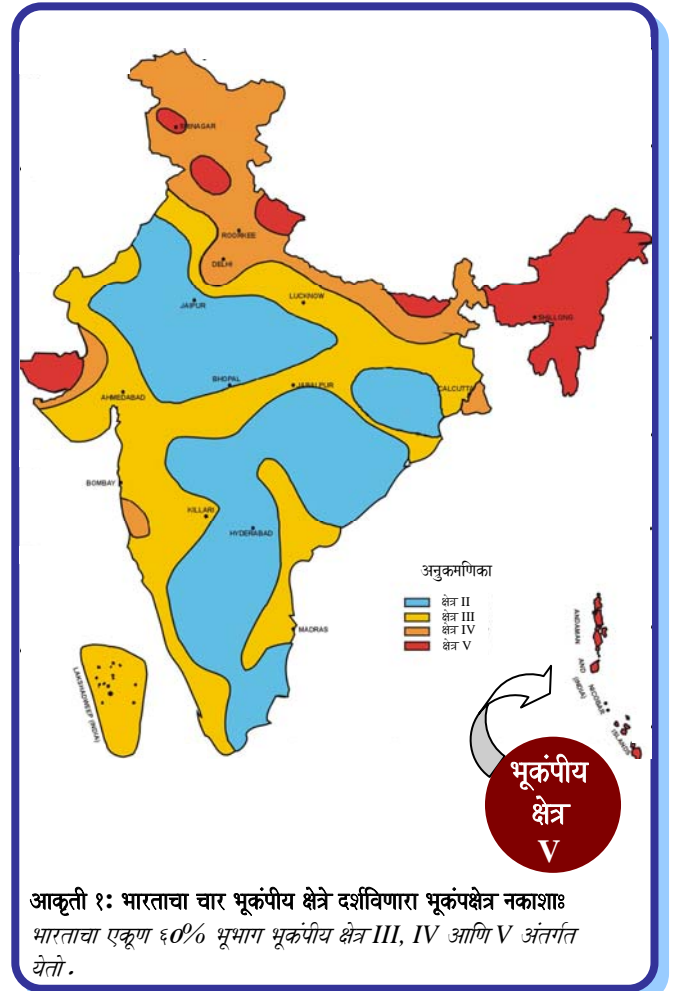 SRINAGAR
ROORKEE
DELHI
JAIPUR
LUCKNOW
SHILLONG
BHOPAL
JABALPUR
AHMEDABAD
CALCUTTA
BOMBAY
KILLARI
HYDERABAD
MADRAS
LAKSHADWEEP (INDIA)
अनुकमणिका
क्षेत्र II
क्षेत्र III
क्षेत्र IV
क्षेत्र V
ANDAMAN AND NICOBAR ISLANDS
(INDIA)
भूकंपीय
क्षेत्र
V
आकृती १: भारताचा चार भूकंपीय क्षेत्रे दर्शविणारा भूकंपक्षेत्र नकाशाः
भारताचा एकूण ६०% भूभाग भूकंपीय क्षेत्र III, IV आणि V अंतर्गत
येतो.